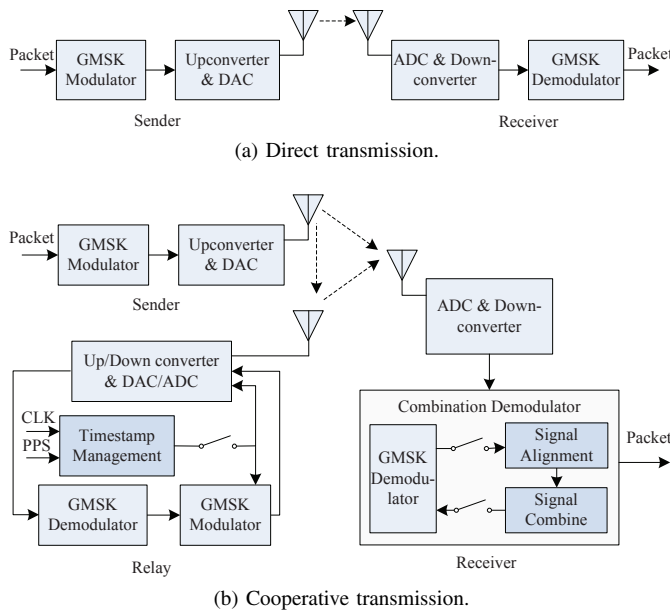 Packet
GMSK
Modulator
Upconverter
& DAC
ADC & Down-
converter
GMSK
Demodulator
Packet
Sender
Receiver
(a) Direct transmission.
Packet
GMSK
Modulator
Upconverter
& DAC
Sender
ADC & Down-
converter
Up/Down converter
& DAC/ADC
CLK
PPS
Timestamp
Management
GMSK
Demodulator
GMSK
Modulator
Relay
Combination Demodulator
GMSK
Demodu-
lator
Signal
Alignment
Signal
Combine
Packet
Receiver
(b) Cooperative transmission.